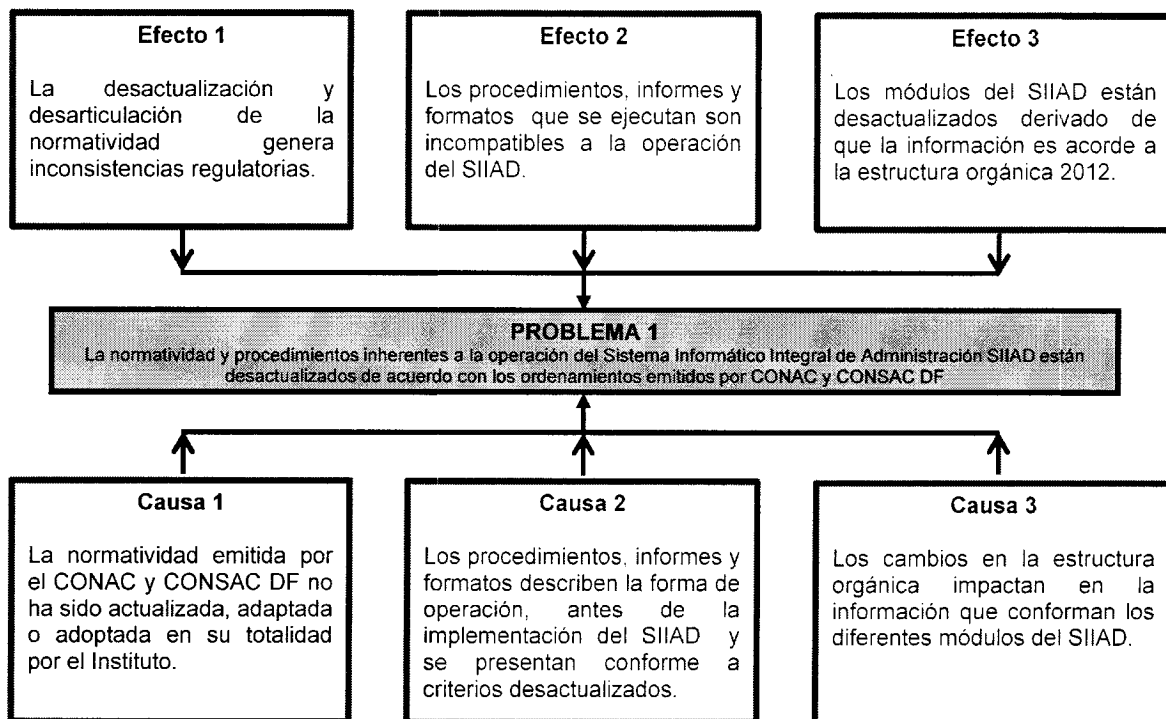 Efecto 1
La desactualización y
desarticulación de la
normatividad genera
inconsistencias regulatorias.
Efecto 2
Los procedimientos, informes y
formatos que se ejecutan son
incompatibles a la operación
del SIIAD.
Efecto 3
Los módulos del SIIAD están
desactualizados derivado de
que la información es acorde a
la estructura orgánica 2012.
PROBLEMA 1
La normatividad y procedimientos inherentes a la operación del Sistema Informático Integral de Administración SIIAD están
desactualizados de acuerdo con los ordenamientos emitidos por CONAC y CONSAC DF
Causa 1
La normatividad emitida por
el CONAC y CONSAC DF no
ha sido actualizada, adaptada
o adoptada en su totalidad
por el Instituto.
Causa 2
Los procedimientos, informes y
formatos describen la forma de
operación, antes de la
implementación del SIIAD y
se presentan conforme a
criterios desactualizados.
Causa 3
Los cambios en la estructura
orgánica impactan en la
información que conforman los
diferentes módulos del SIIAD.